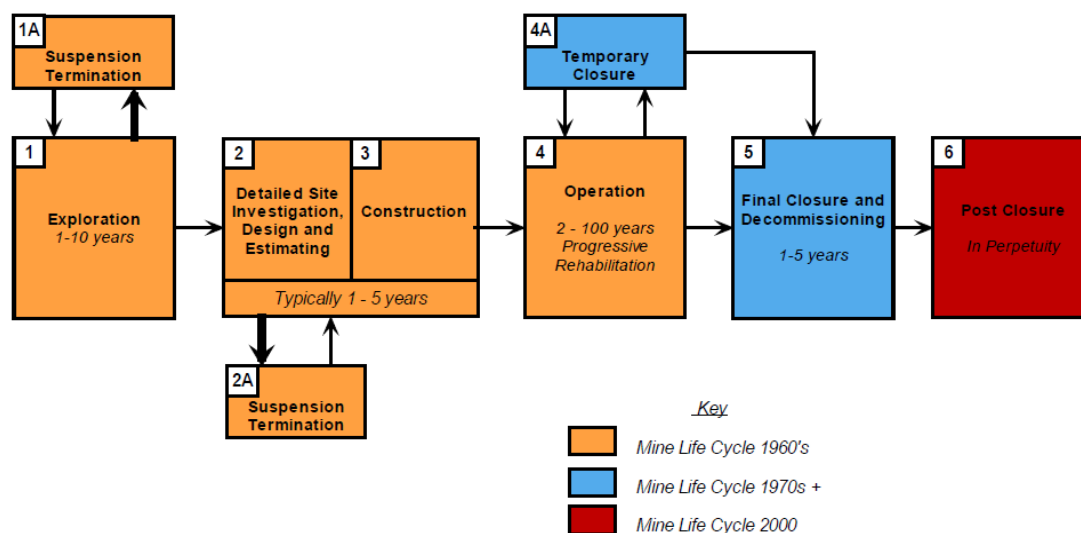 1A
Suspension
Termination
4A
Temporary
Closure
1
Exploration
1-10 years
2
Detailed Site
Investigation,
Design and
Estimating
3
Construction
Typically 1 - 5 years
4
Operation
2 - 100 years
Progressive
Rehabilitation
5
Final Closure and
Decommissioning
1-5 years
6
Post Closure
In Perpetuity
2A
Suspension
Termination
Key
Mine Life Cycle 1960's
Mine Life Cycle 1970s +
Mine Life Cycle 2000